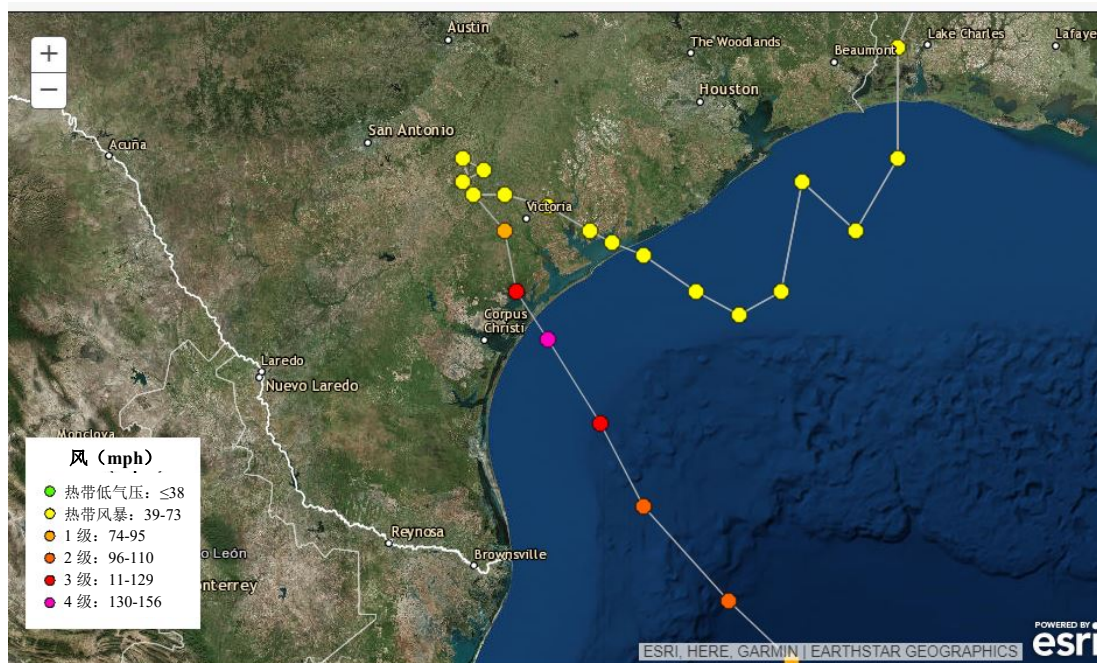 +
−
Austin
The Woodlands
Beaumont
Lake Charles
Lafaye
Houston
San Antonio
Acuña
Victoria
Corpus
Christi
Laredo
Nuevo Laredo
Monclova
风（mph）
热带低气压：≤38
热带风暴：39-73
1 级：74-95
2 级：96-110
3 级：11-129
4 级：130-156
Reynosa
Brownsville
o León
onterrey
POWERED BY
esri
ESRI, HERE, GARMIN | EARTHSTAR GEOGRAPHICS